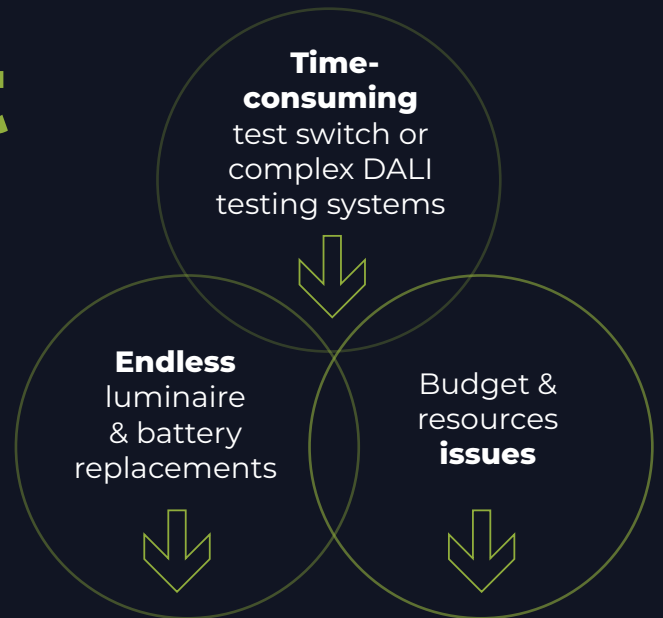 Time-
consuming
test switch or
complex DALI
testing systems
Endless
luminaire
& battery
replacements
Budget &
resources
issues